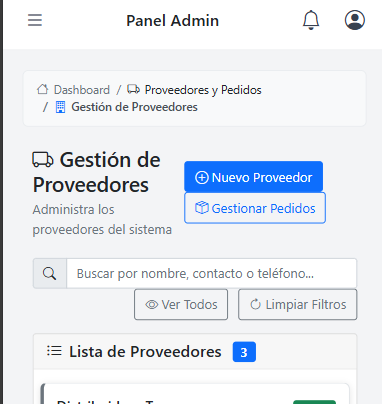 Panel Admin
Dashboard / Proveedores y Pedidos
/ Gestión de Proveedores
Gestión de
Proveedores
Administra los
proveedores del sistema
Nuevo Proveedor
Gestionar Pedidos
Buscar por nombre, contacto o teléfono...
Ver Todos
Limpiar Filtros
Lista de Proveedores 3